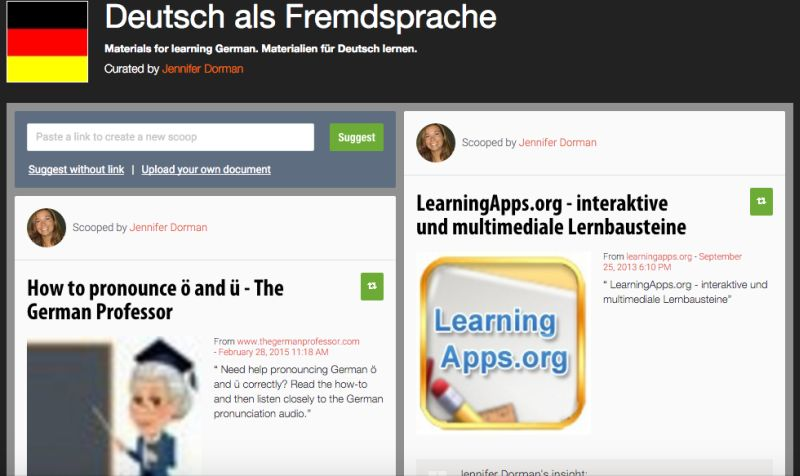 Deutsch als Fremdsprache
Materials for learning German. Materialien für Deutsch lernen.
Curated by Jennifer Dorman
Paste a link to create a new scoop
Suggest
Suggest without link | Upload your own document
Scooped by Jennifer Dorman
How to pronounce ö and ü - The
German Professor
From www.thegermanprofessor.com
- February 28, 2015 11:18 AM
“ Need help pronouncing German ö
and ü correctly? Read the how-to
and then listen closely to the German
pronunciation audio.”
Scooped by Jennifer Dorman
LearningApps.org - interaktive
und multimediale Lernbausteine
Learning
Apps.org
From learningapps.org - September
25, 2013 6:10 PM
“ LearningApps.org - interaktive und
multimediale Lernbausteine”
Jennifer Dorman's insight: